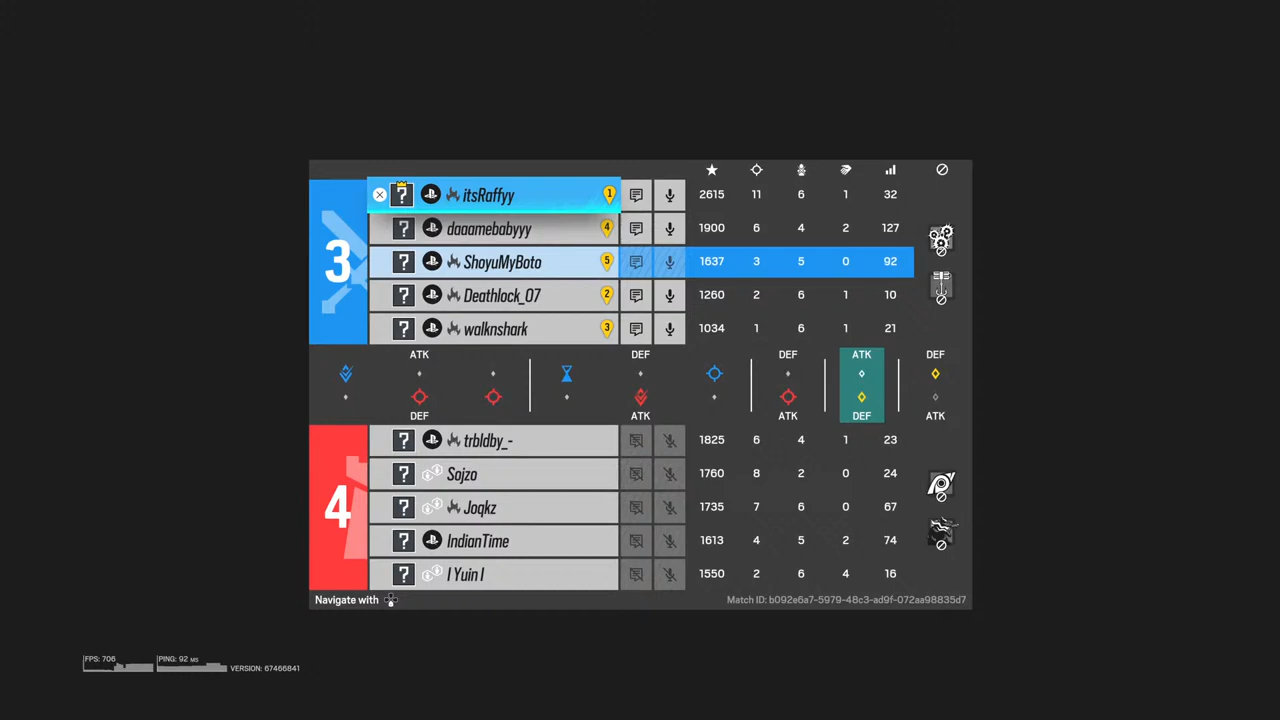 3
itsRaffyy 1 2615 11 6 1 32
daaamebabyyy 4 1900 6 4 2 127
ShoyuMyBoto 5 1637 3 5 0 92
Deathlock_07 2 1260 2 6 1 10
walknshark 3 1034 1 6 1 21
ATK DEF DEF ATK DEF
DEF ATK ATK DEF ATK
4
trbldby_- 1825 6 4 1 23
Sojzo 1760 8 2 0 24
Joqkz 1735 7 6 0 67
IndianTime 1613 4 5 2 74
I Yuin I 1550 2 6 4 16
Navigate with
Match ID: b092e6a7-5979-48c3-ad9f-072aa98835d7
FPS: 706 PING: 92 MS VERSION: 67466841